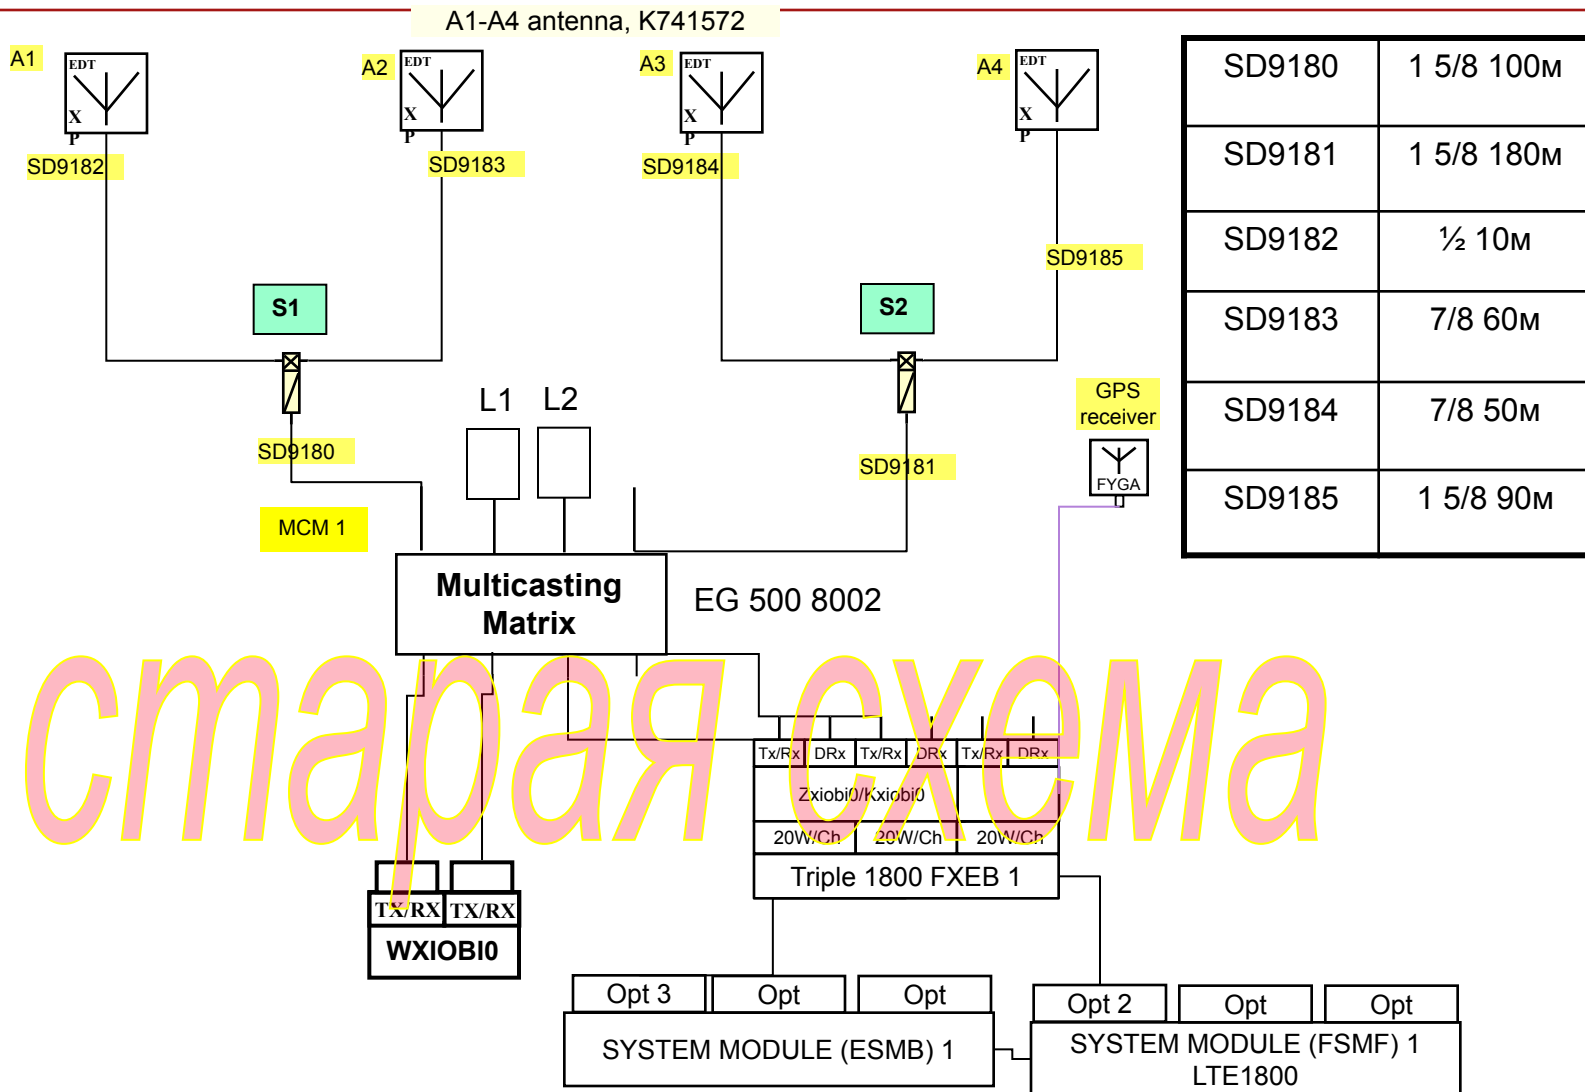 A1-A4 antenna, K741572
A1
EDT
X
P
A2
EDT
X
P
A3
EDT
X
P
A4
EDT
X
P
SD9182
SD9183
SD9184
SD9185
S1
S2
SD9180
SD9181
L1
L2
GPS
receiver
FYGA
MCM 1
Multicasting
Matrix
EG 500 8002
SD9180 1 5/8 100м
SD9181 1 5/8 180м
SD9182 ½ 10м
SD9183 7/8 60м
SD9184 7/8 50м
SD9185 1 5/8 90м
старая схема
Tx/Rx DRx Tx/Rx DRx Tx/Rx DRx
Zxiobi0/Kxiobi0
20W/Ch 20W/Ch 20W/Ch
Triple 1800 FXEB 1
TX/RX TX/RX
WXIOBI0
Opt 3 Opt Opt
SYSTEM MODULE (ESMB) 1
Opt 2 Opt Opt
SYSTEM MODULE (FSMF) 1
LTE1800